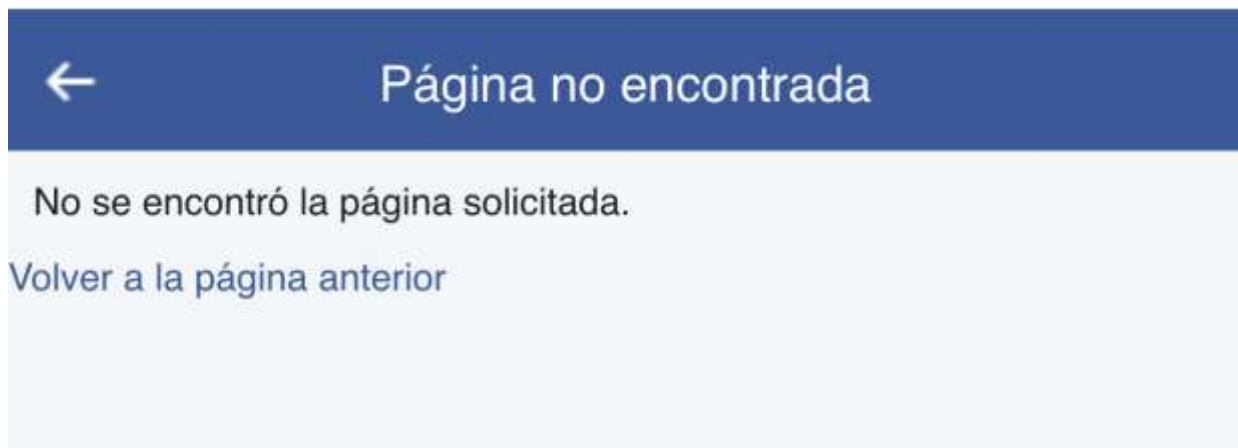 Página no encontrada
No se encontró la página solicitada.
Volver a la página anterior